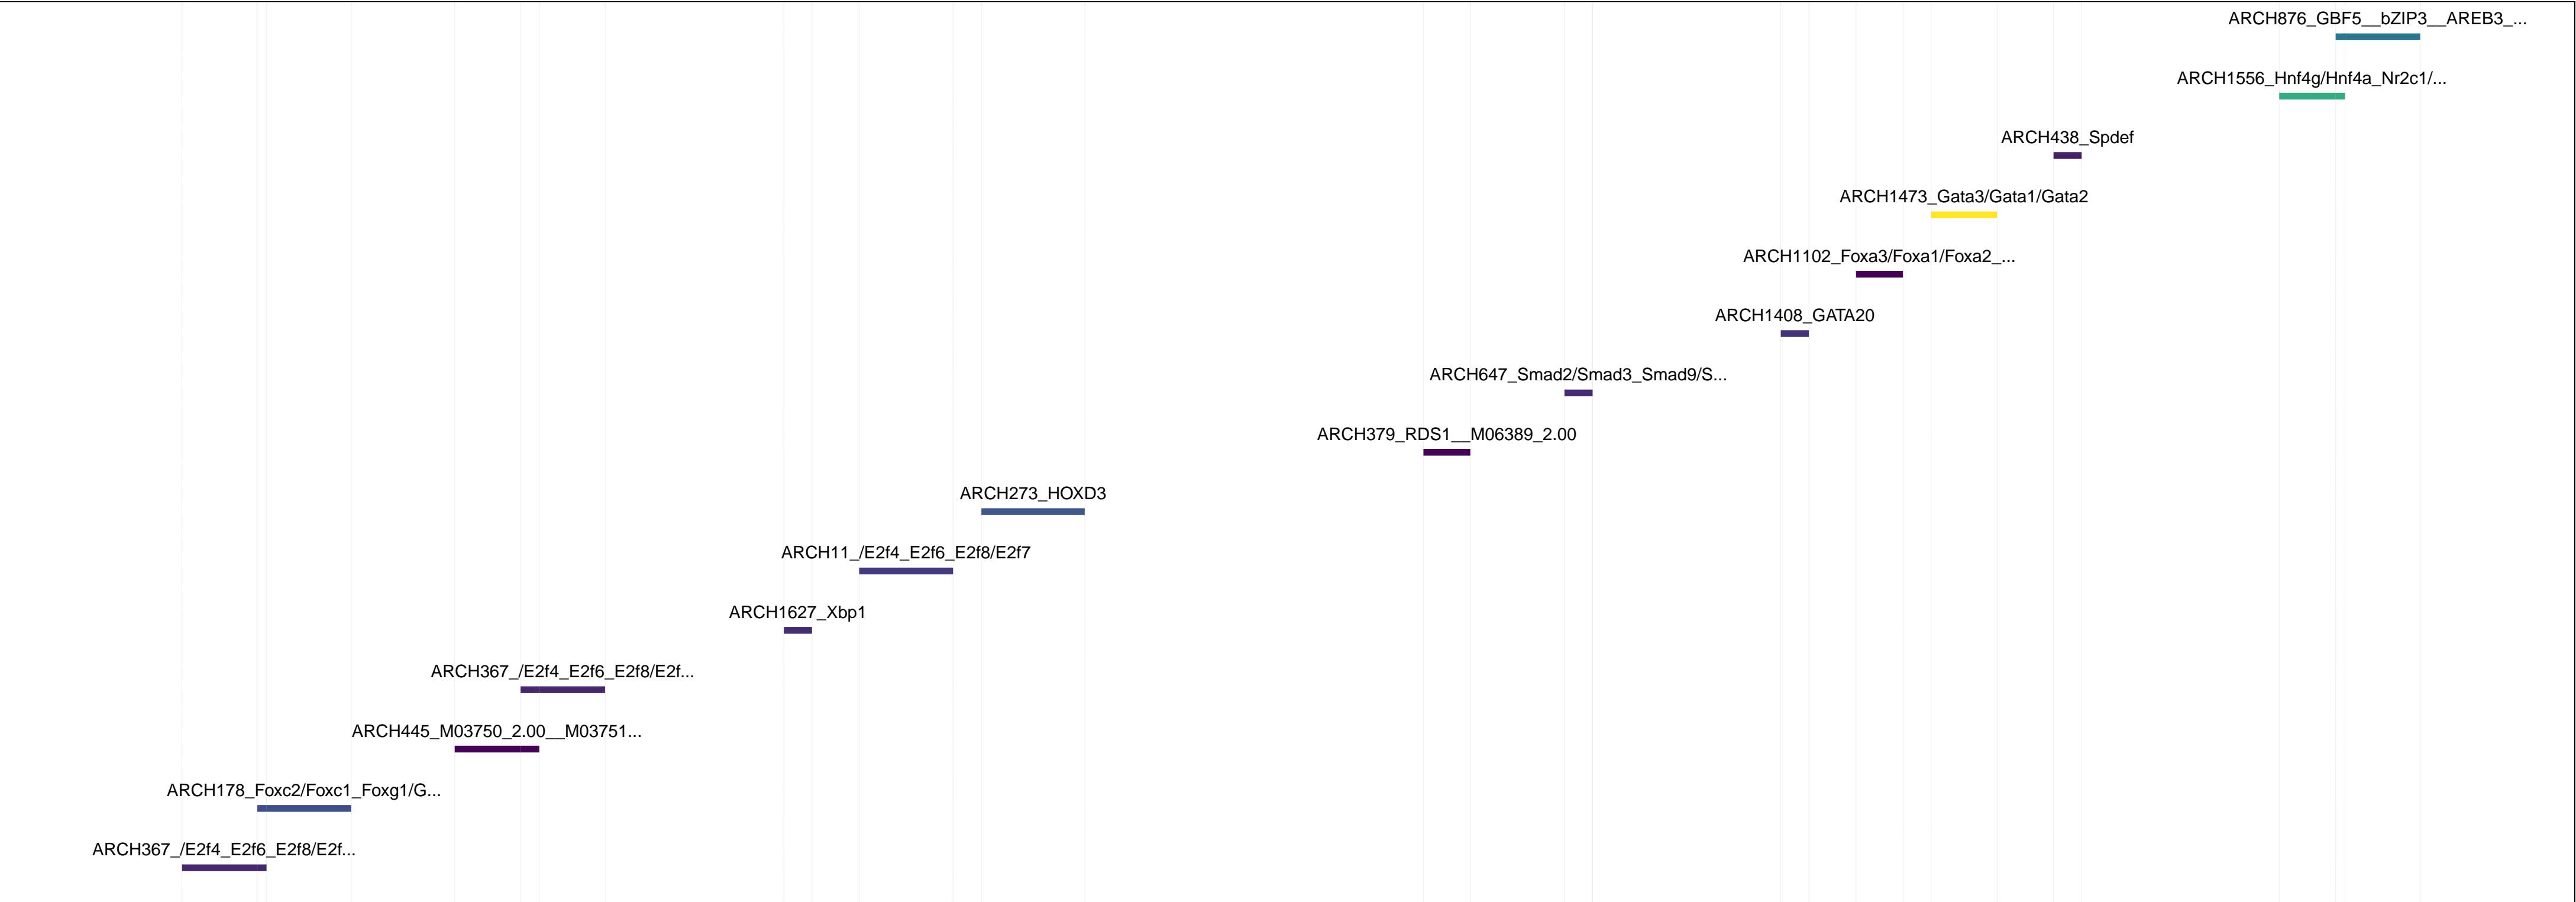 ARCH876_GBF5__bZIP3__AREB3_...
ARCH1556_Hnf4g/Hnf4a_Nr2c1/...
ARCH438_Spdef
ARCH1473_Gata3/Gata1/Gata2
ARCH1102_Foxa3/Foxa1/Foxa2_...
ARCH1408_GATA20
ARCH647_Smad2/Smad3_Smad9/S...
ARCH379_RDS1__M06389_2.00
ARCH273_HOXD3
ARCH11_/E2f4_E2f6_E2f8/E2f7
ARCH1627_Xbp1
ARCH367_/E2f4_E2f6_E2f8/E2f...
ARCH445_M03750_2.00__M03751...
ARCH178_Foxc2/Foxc1_Foxg1/G...
ARCH367_/E2f4_E2f6_E2f8/E2f...